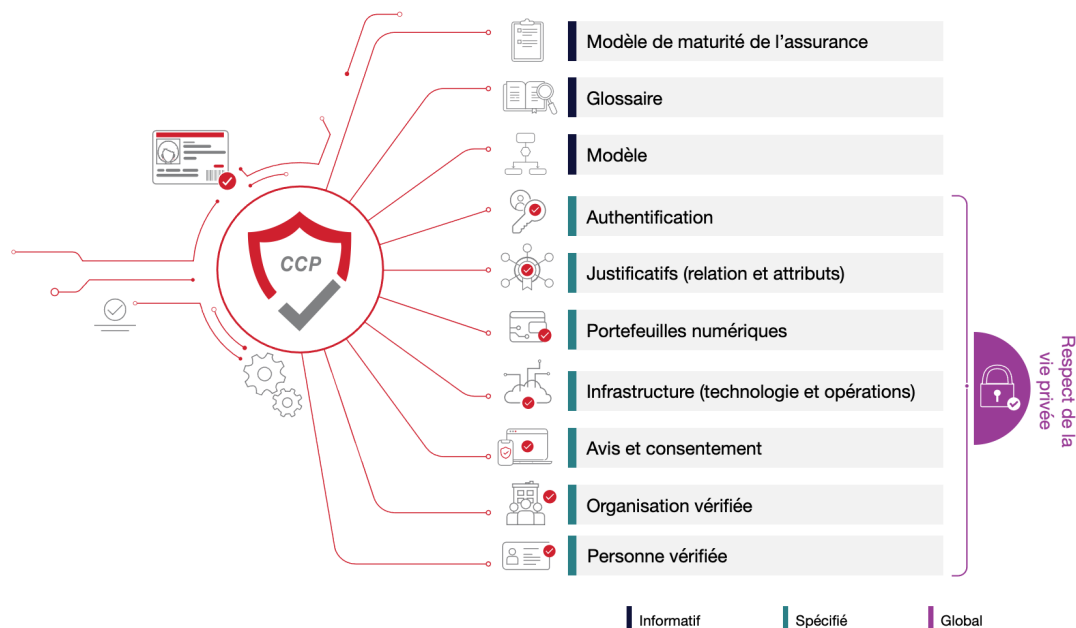 Modèle de maturité de l’assurance
Glossaire
Modèle
Authentification
CCP
Justificatifs (relation et attributs)
Portefeuilles numériques
Infrastructure (technologie et opérations)
Avis et consentement
Organisation vérifiée
Personne vérifiée
Respect de la
vie privée
Informatif
Spécifié
Global